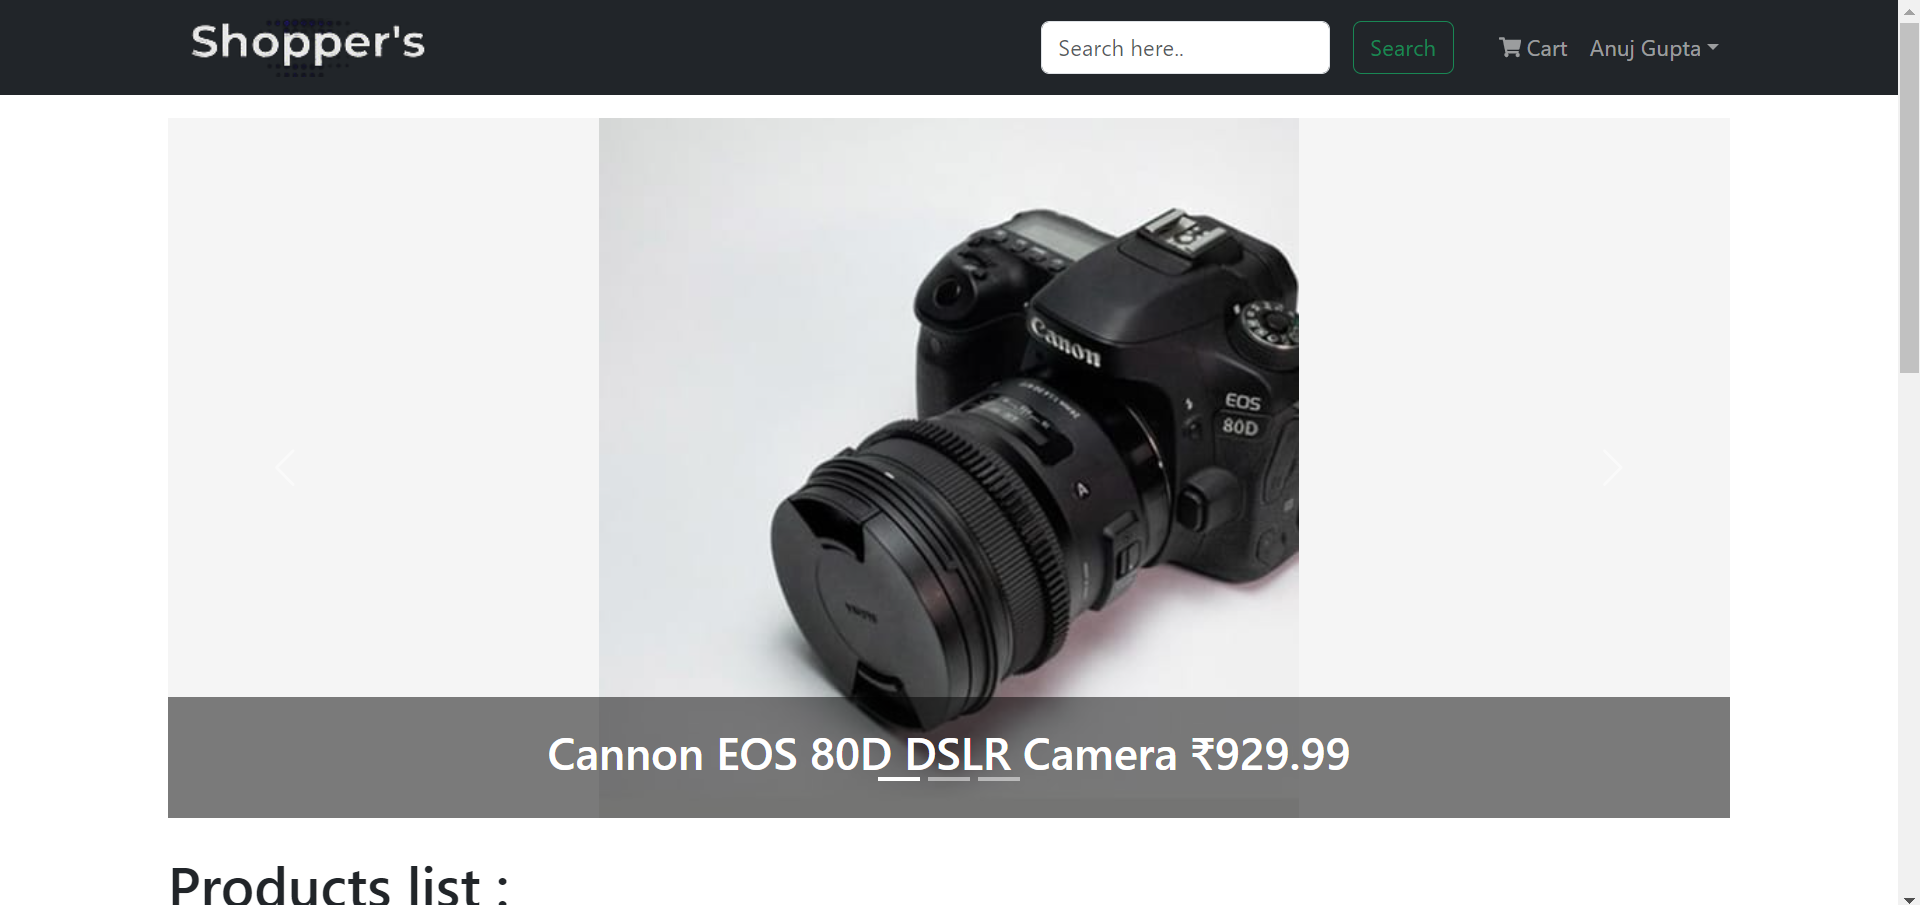 Shopper's
Search here..
Search
Cart
Anuj Gupta
Canon
EOS
80D
A
Cannon EOS 80D DSLR Camera ₹929.99
Products list :